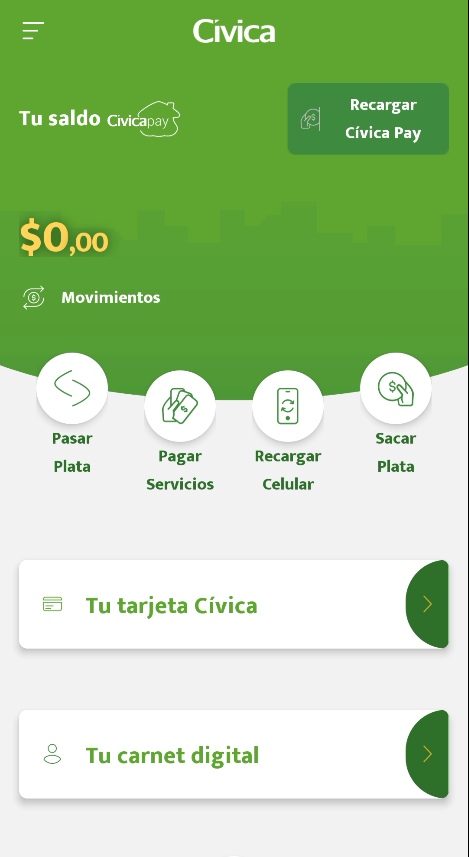 Cívica
Tu saldo Civicapay
Recargar
Cívica Pay
$0,00
Movimientos
Pasar
Plata
Pagar
Servicios
Recargar
Celular
Sacar
Plata
Tu tarjeta Cívica
Tu carnet digital